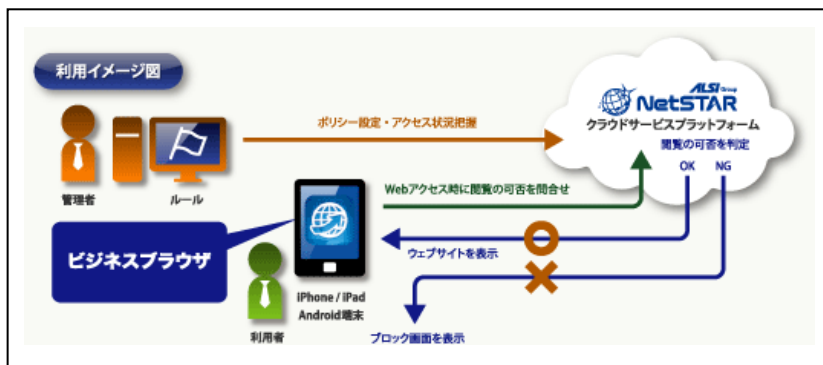 利用イメージ図
ALSI Group
NetSTAR
クラウドサービスプラットフォーム
閲覧の可否を判定
OK NG
ポリシー設定・アクセス状況把握
管理者
ルール
Webアクセス時に閲覧の可否を問合せ
ビジネスブラウザ
ウェブサイトを表示
iPhone / iPad
Android端末
利用者
ブロック画面を表示